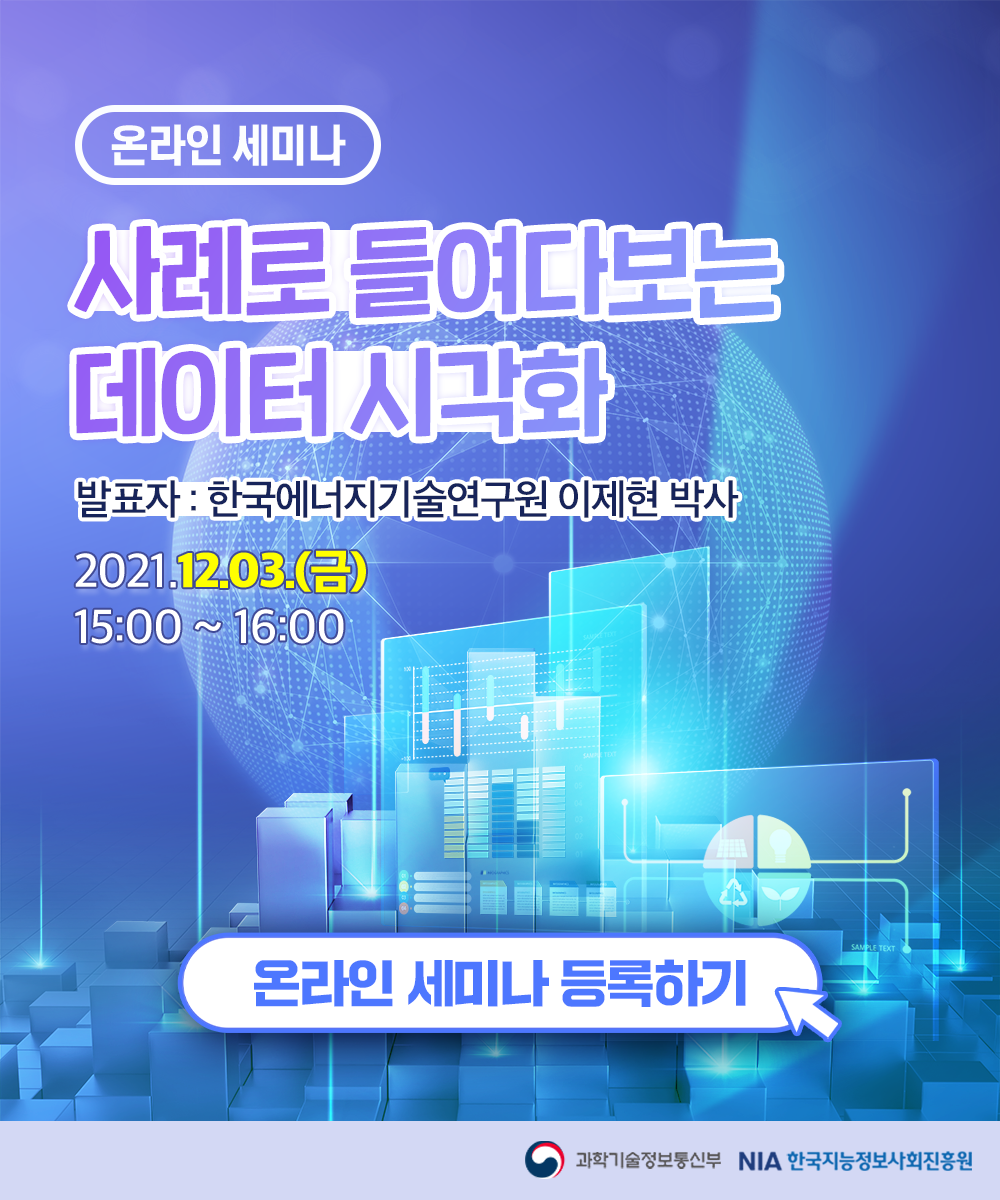 온라인 세미나
사례로 들여다보는
데이터 시각화
발표자 : 한국에너지기술연구원 이제현 박사
2021.12.03.(금)
15:00 ~ 16:00
SAMPLE TEXT
온라인 세미나 등록하기
과학기술정보통신부 NIA 한국지능정보사회진흥원